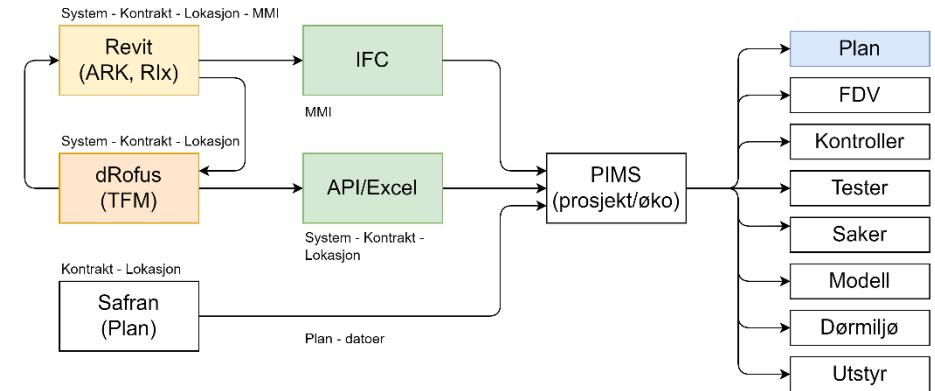 System - Kontrakt - Lokasjon - MMI
Revit
(ARK, RIx)
IFC
MMI
System - Kontrakt - Lokasjon
dRofus
(TFM)
API/Excel
System - Kontrakt -
Lokasjon
Kontrakt - Lokasjon
Safran
(Plan)
Plan - datoer
PIMS
(prosjekt/øko)
Plan
FDV
Kontroller
Tester
Saker
Modell
Dørmiljø
Utstyr